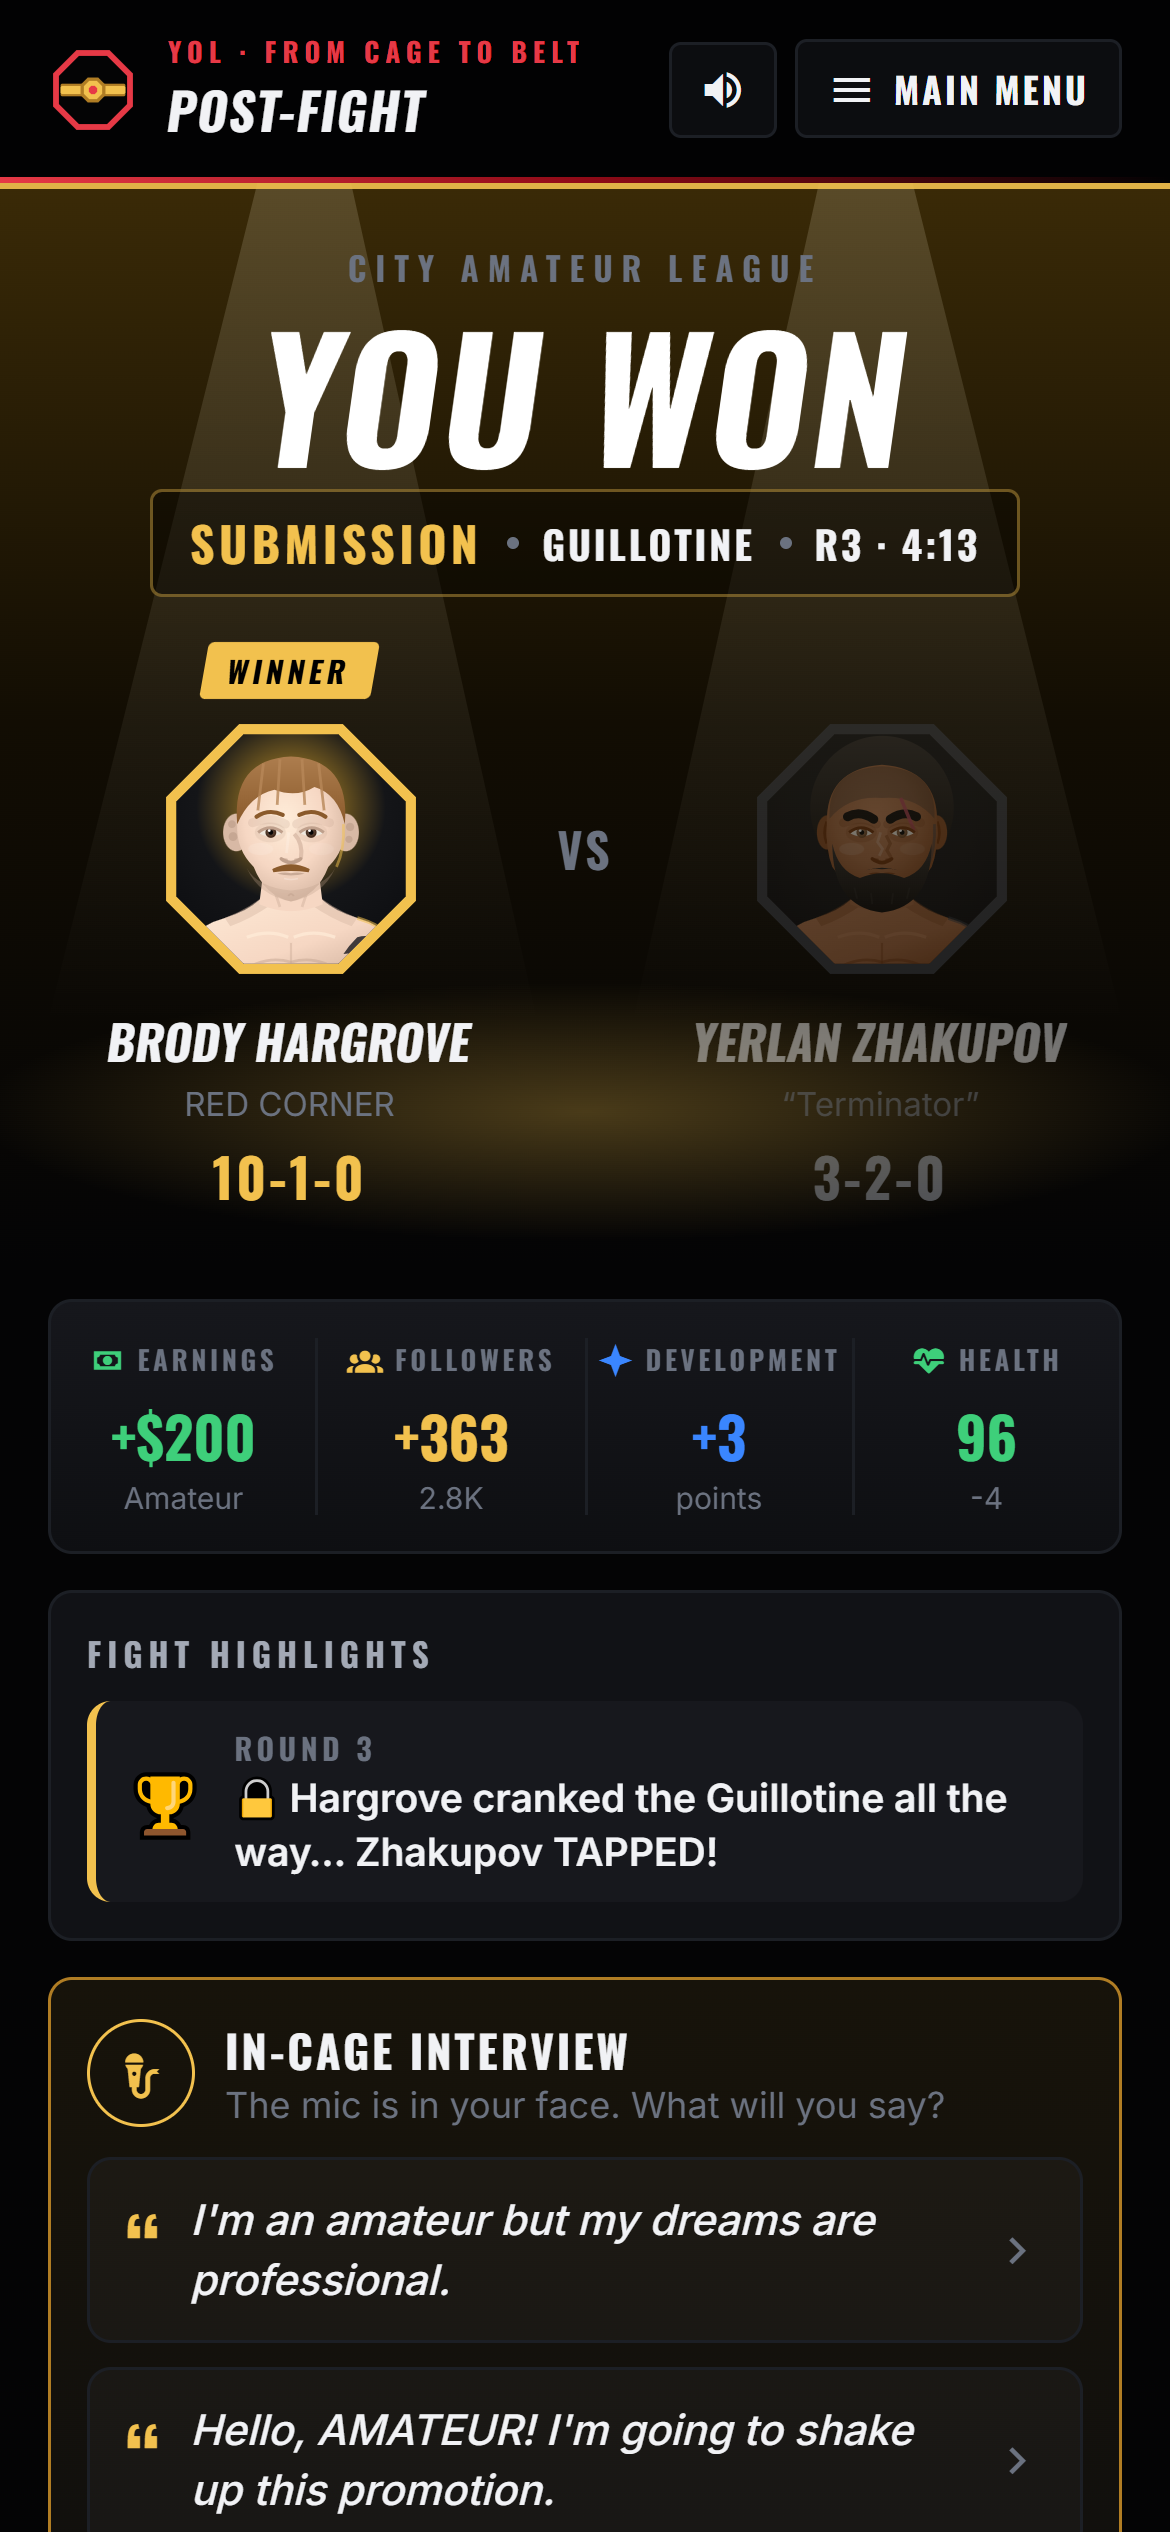 YOL · FROM CAGE TO BELT
POST-FIGHT
MAIN MENU
CITY AMATEUR LEAGUE
YOU WON
SUBMISSION • GUILLOTINE • R3 · 4:13
WINNER
VS
BRODY HARGROVE
RED CORNER
10-1-0
YERLAN ZHAKUPOV
“Terminator”
3-2-0
EARNINGS
+$200
Amateur
FOLLOWERS
+363
2.8K
DEVELOPMENT
+3
points
HEALTH
96
-4
FIGHT HIGHLIGHTS
ROUND 3
🔒 Hargrove cranked the Guillotine all the
way... Zhakupov TAPPED!
IN-CAGE INTERVIEW
The mic is in your face. What will you say?
“ I'm an amateur but my dreams are
professional.
“ Hello, AMATEUR! I'm going to shake
up this promotion.